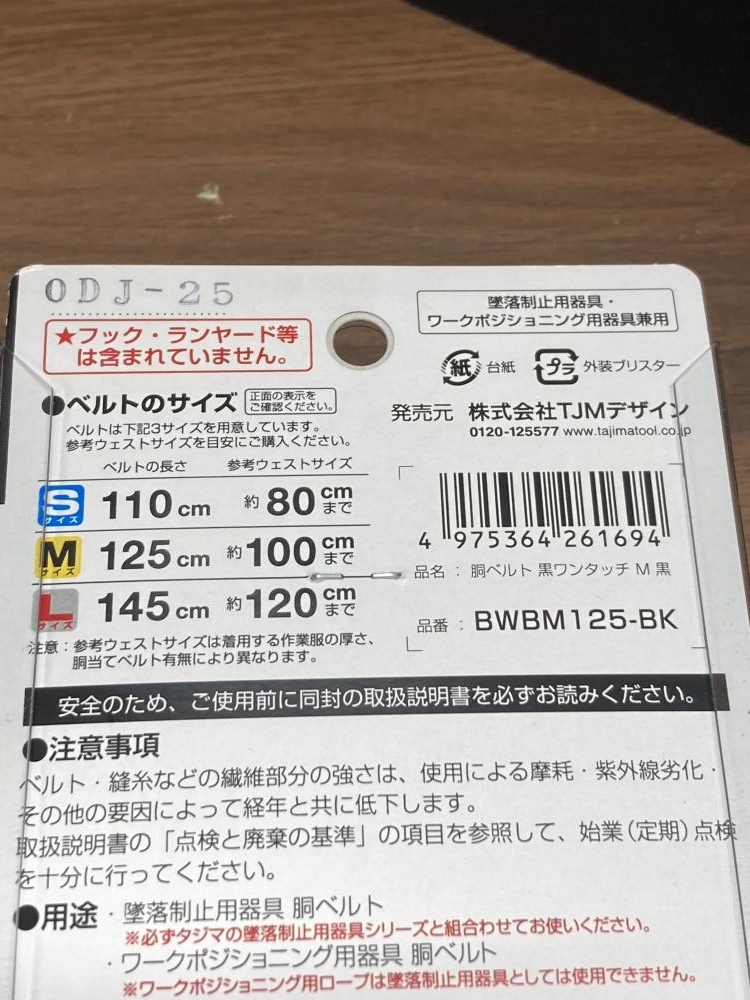 ODJ-25
★フック・ランヤード等
は含まれていません。
墜落制止用器具・
ワークポジショニング用器具兼用
紙 台紙
プラ 外装ブリスター
●ベルトのサイズ
正面の表示を
ご確認ください。
ベルトは下記3サイズを用意しています。
参考ウェストサイズを目安にご購入ください。
発売元 株式会社TJMデザイン
0120-125577 www.tajimatool.co.jp
ベルトの長さ 参考ウェストサイズ
Sサイズ 110cm 約80cmまで
Mサイズ 125cm 約100cmまで
Lサイズ 145cm 約120cmまで
注意：参考ウェストサイズは着用する作業服の厚さ、
胴当てベルト有無により異なります。
4 975364 261694
品名：胴ベルト 黒ワンタッチ M 黒
品番：BWBM125-BK
安全のため、ご使用前に同封の取扱説明書を必ずお読みください。
●注意事項
ベルト・縫糸などの繊維部分の強さは、使用による摩耗・紫外線劣化・
その他の要因によって経年と共に低下します。
取扱説明書の「点検と廃棄の基準」の項目を参照して、始業（定期）点検
を十分に行ってください。
●用途・墜落制止用器具 胴ベルト
※必ずタジマの墜落制止用器具シリーズと組合わせてお使いください。
・ワークポジショニング用器具 胴ベルト
※ワークポジショニング用ロープは墜落制止用器具としては使用できません。